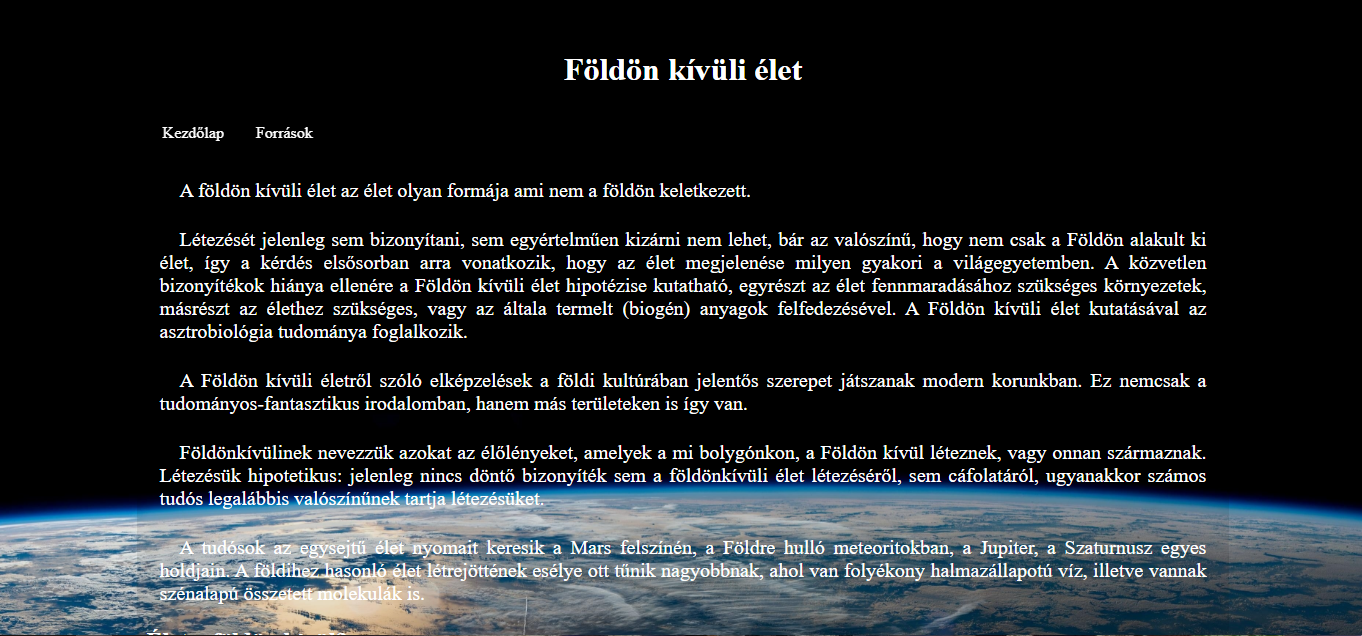 Földön kívüli élet
Kezdőlap Források
A földön kívüli élet az élet olyan formája ami nem a földön keletkezett.
Létezését jelenleg sem bizonyítani, sem egyértelműen kizárni nem lehet, bár az valószínű, hogy nem csak a Földön alakult ki
élet, így a kérdés elsősorban arra vonatkozik, hogy az élet megjelenése milyen gyakori a világegyetemben. A közvetlen
bizonyítékok hiánya ellenére a Földön kívüli élet hipotézise kutatható, egyrészt az élet fennmaradásához szükséges környezetek,
másrészt az élethez szükséges, vagy az általa termelt (biogén) anyagok felfedezésével. A Földön kívüli élet kutatásával az
asztrobiológia tudománya foglalkozik.
A Földön kívüli életről szóló elképzelések a földi kultúrában jelentős szerepet játszanak modern korunkban. Ez nemcsak a
tudományos-fantasztikus irodalomban, hanem más területeken is így van.
Földönkívülinek nevezzük azokat az élőlényeket, amelyek a mi bolygónkon, a Földön kívül léteznek, vagy onnan származnak.
Létezésük hipotetikus: jelenleg nincs döntő bizonyíték sem a földönkívüli élet létezéséről, sem cáfolatáról, ugyanakkor számos
tudós legalábbis valószínűnek tartja létezésüket.
A tudósok az egysejtű élet nyomait keresik a Mars felszínén, a Földre hulló meteoritokban, a Jupiter, a Szaturnusz egyes
holdjain. A földihez hasonló élet létrejöttének esélye ott tűnik nagyobbnak, ahol van folyékony halmazállapotú víz, illetve vannak
szénalapú összetett molekulák is.